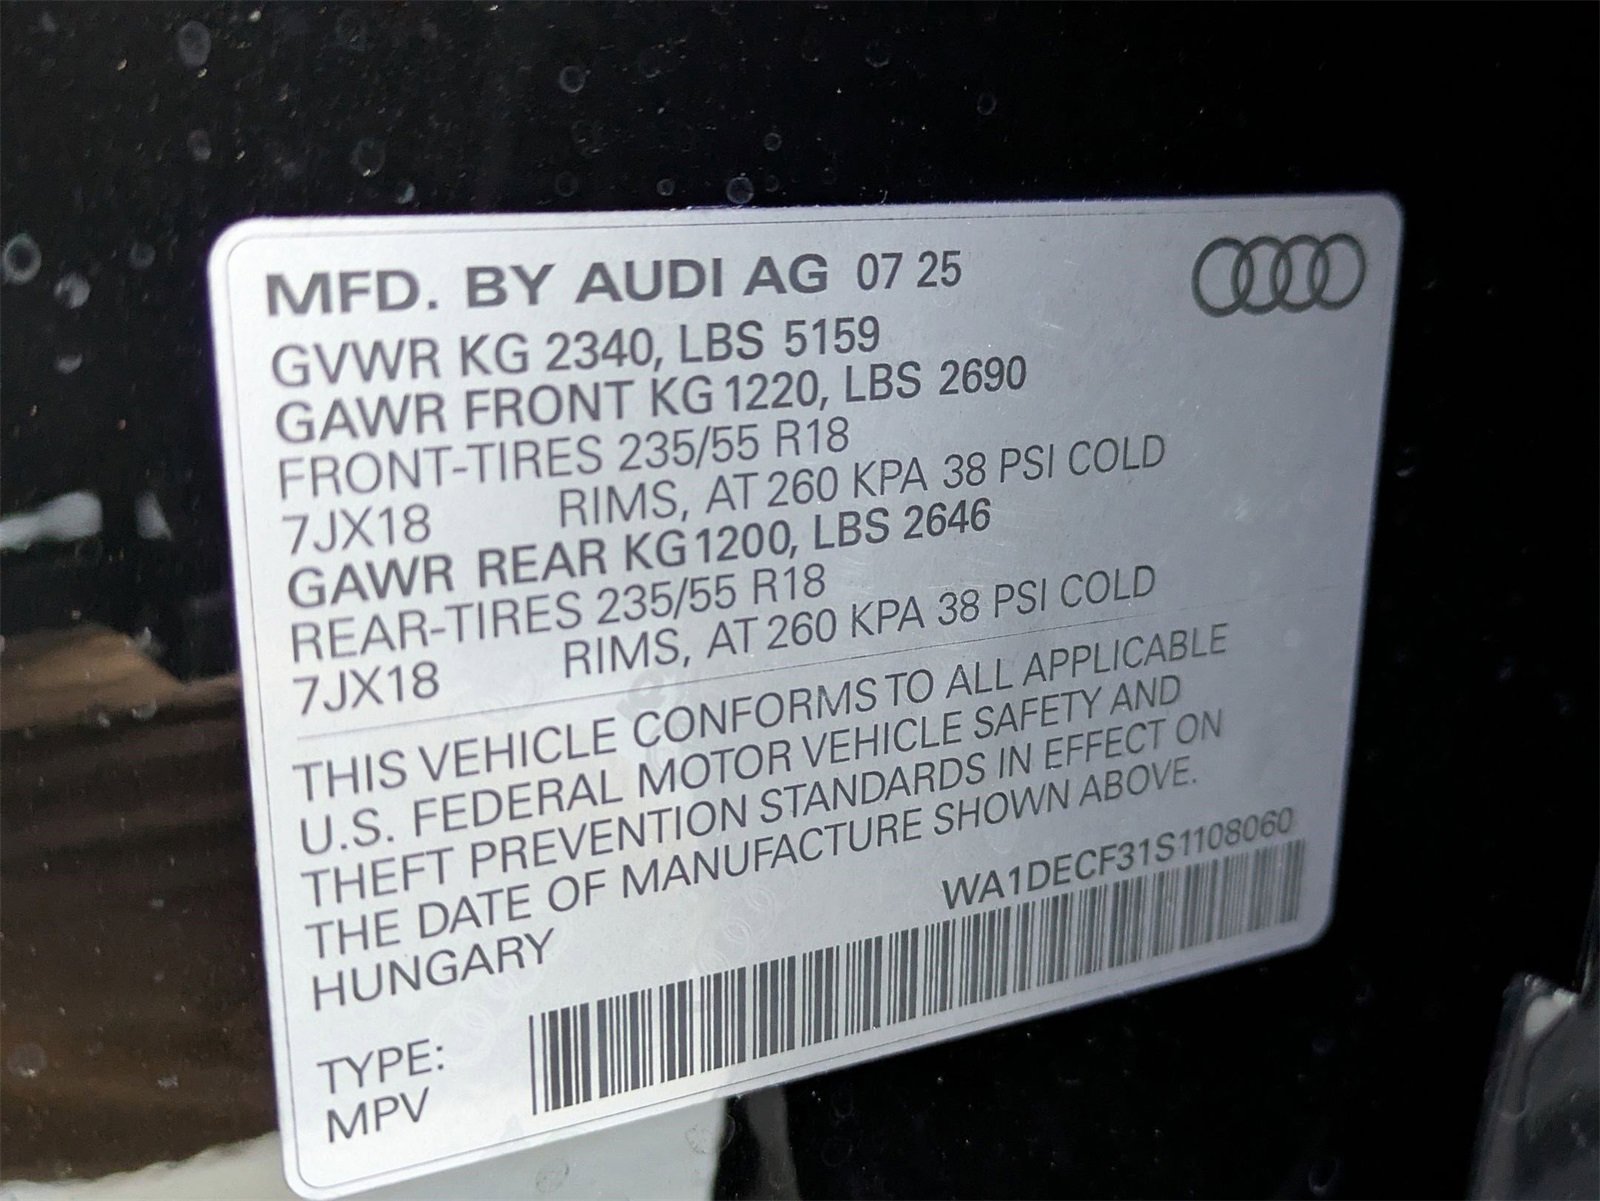 MFD. BY AUDI AG 07 25
GVWR KG 2340, LBS 5159
GAWR FRONT KG 1220, LBS 2690
FRONT-TIRES 235/55 R18
7JX18 RIMS, AT 260 KPA 38 PSI COLD
GAWR REAR KG 1200, LBS 2646
REAR-TIRES 235/55 R18
7JX18 RIMS, AT 260 KPA 38 PSI COLD
THIS VEHICLE CONFORMS TO ALL APPLICABLE
U.S. FEDERAL MOTOR VEHICLE SAFETY AND
THEFT PREVENTION STANDARDS IN EFFECT ON
THE DATE OF MANUFACTURE SHOWN ABOVE.
HUNGARY
WA1DECF31S1108060
TYPE:
MPV